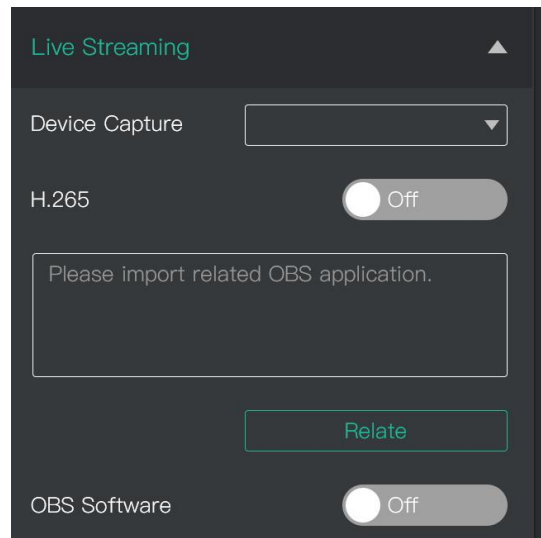 Live Streaming
Device Capture
H.265
Off
Please import related OBS application.
Relate
OBS Software
Off